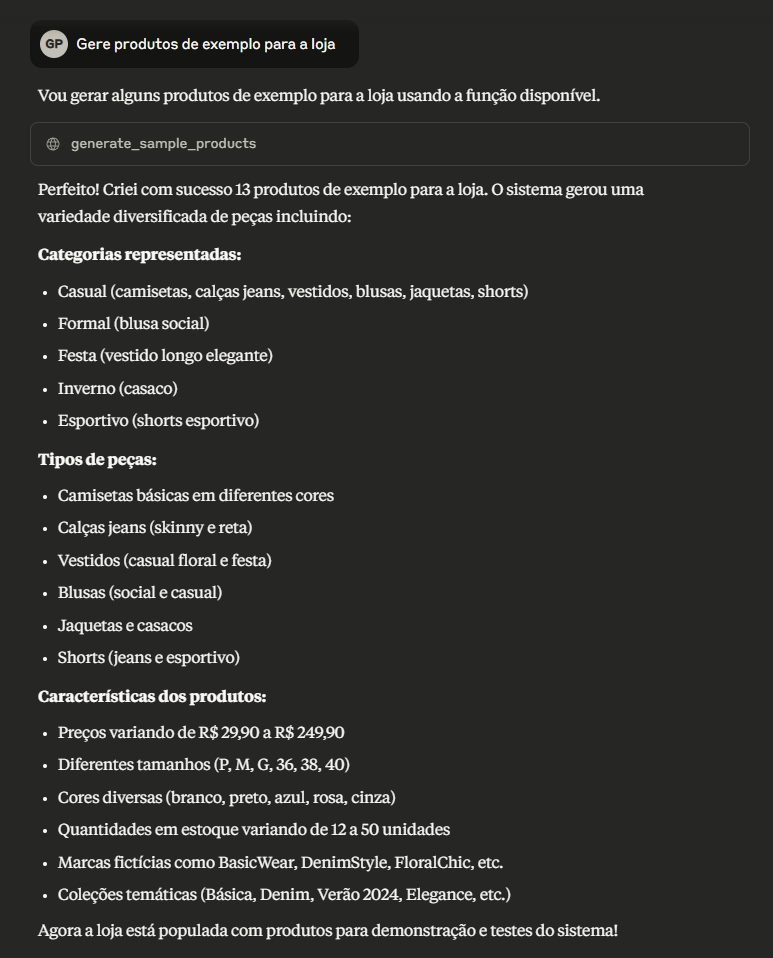 GP Gere produtos de exemplo para a loja
Vou gerar alguns produtos de exemplo para a loja usando a função disponível.
generate_sample_products
Perfeito! Criei com sucesso 13 produtos de exemplo para a loja. O sistema gerou uma
variedade diversificada de peças incluindo:
Categorias representadas:
• Casual (camisetas, calças jeans, vestidos, blusas, jaquetas, shorts)
• Formal (blusa social)
• Festa (vestido longo elegante)
• Inverno (casaco)
• Esportivo (shorts esportivo)
Tipos de peças:
• Camisetas básicas em diferentes cores
• Calças jeans (skinny e reta)
• Vestidos (casual floral e festa)
• Blusas (social e casual)
• Jaquetas e casacos
• Shorts (jeans e esportivo)
Características dos produtos:
• Preços variando de R$ 29,90 a R$ 249,90
• Diferentes tamanhos (P, M, G, 36, 38, 40)
• Cores diversas (branco, preto, azul, rosa, cinza)
• Quantidades em estoque variando de 12 a 50 unidades
• Marcas fictícias como BasicWear, DenimStyle, FloralChic, etc.
• Coleções temáticas (Básica, Denim, Verão 2024, Elegance, etc.)
Agora a loja está populada com produtos para demonstração e testes do sistema!